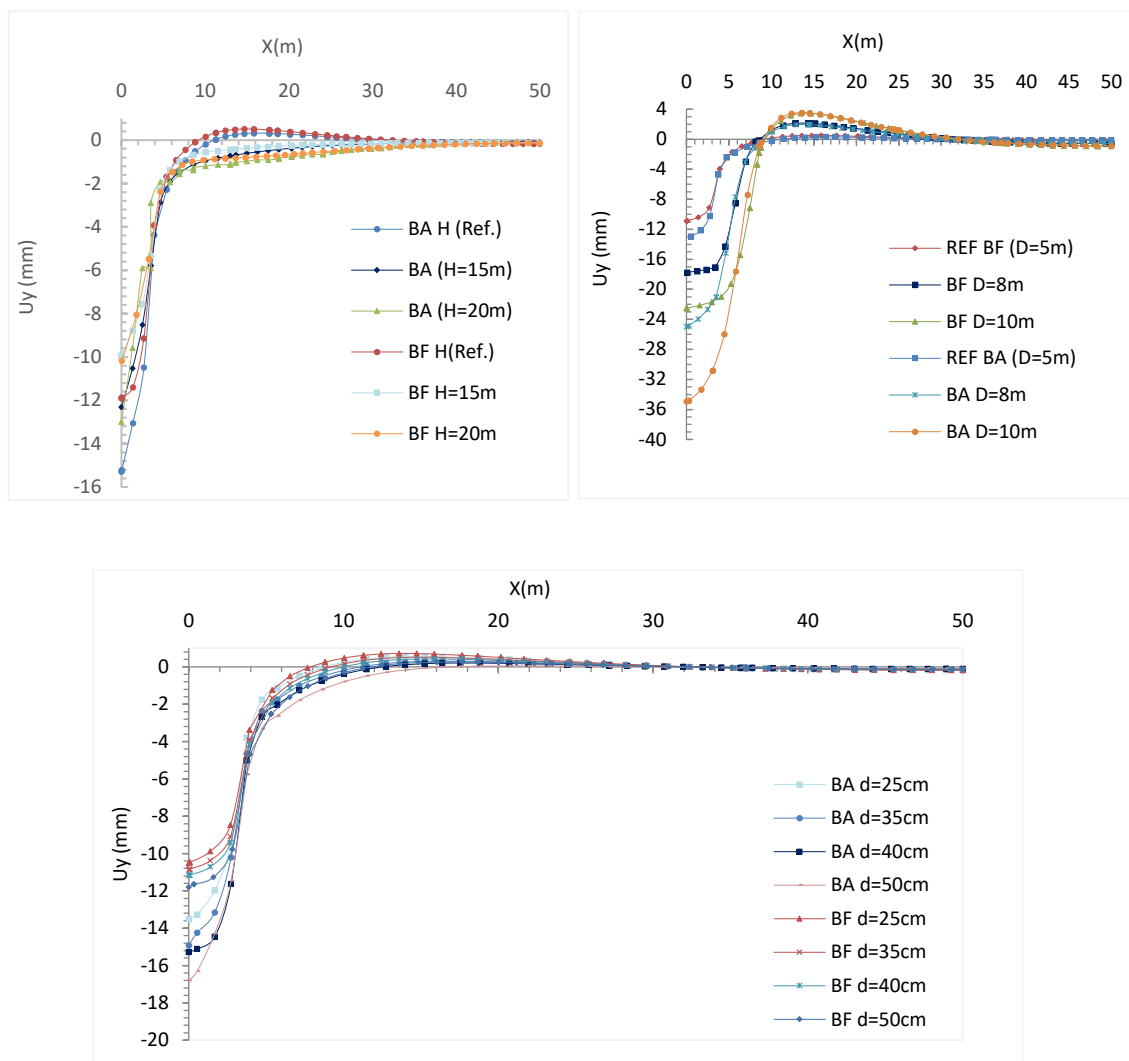 X(m)
0 10 20 30 40 50
0
-2
-4
-6
-8
-10
-12
-14
-16
Uy (mm)
BA H (Ref.)
BA (H=15m)
BA (H=20m)
BF H(Ref.)
BF H=15m
BF H=20m
X(m)
0 5 10 15 20 25 30 35 40 45 50
4
0
-4
-8
-12
-16
-20
-24
-28
-32
-36
-40
Uy (mm)
REF BF (D=5m)
BF D=8m
BF D=10m
REF BA (D=5m)
BA D=8m
BA D=10m
X(m)
0 10 20 30 40 50
0
-2
-4
-6
-8
-10
-12
-14
-16
-18
-20
Uy (mm)
BA d=25cm
BA d=35cm
BA d=40cm
BA d=50cm
BF d=25cm
BF d=35cm
BF d=40cm
BF d=50cm